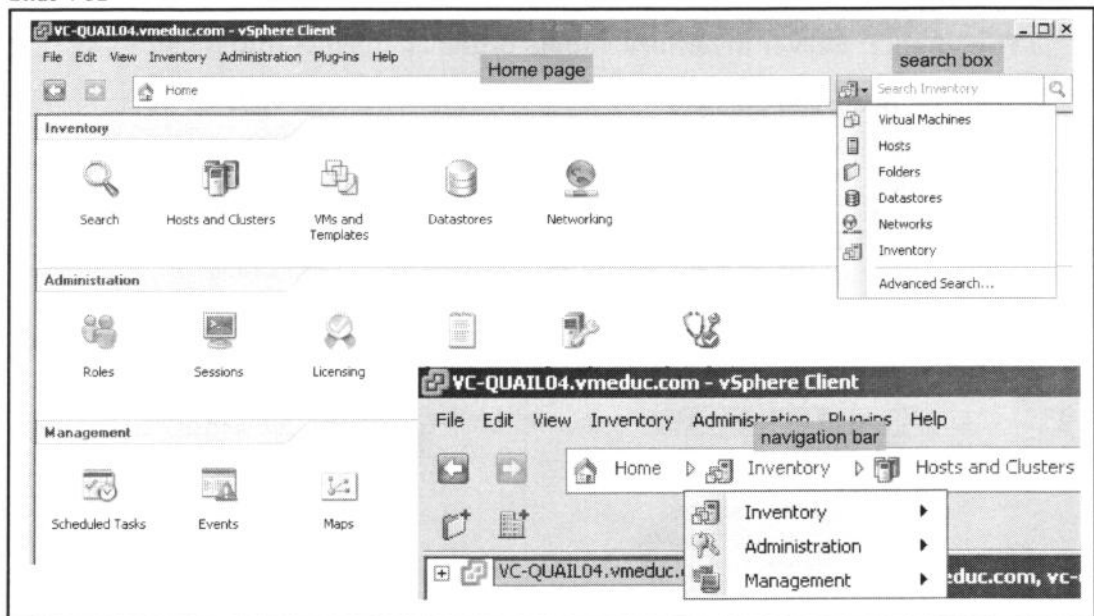 VC-QUAIL04.vmeduc.com - vSphere Client
File Edit View Inventory Administration Plug-ins Help
Home page
search box
Home
Search Inventory
Virtual Machines
Hosts
Folders
Datastores
Networks
Inventory
Advanced Search...
Inventory
Search
Hosts and Clusters
VMs and Templates
Datastores
Networking
Administration
Roles
Sessions
Licensing
Management
Scheduled Tasks
Events
Maps
VC-QUAIL04.vmeduc.com - vSphere Client
File Edit View Inventory Administration Plug-ins Help
navigation bar
Home Inventory Hosts and Clusters
Inventory
Administration
Management
VC-QUAIL04.vmeduc.
educ.com, vc-